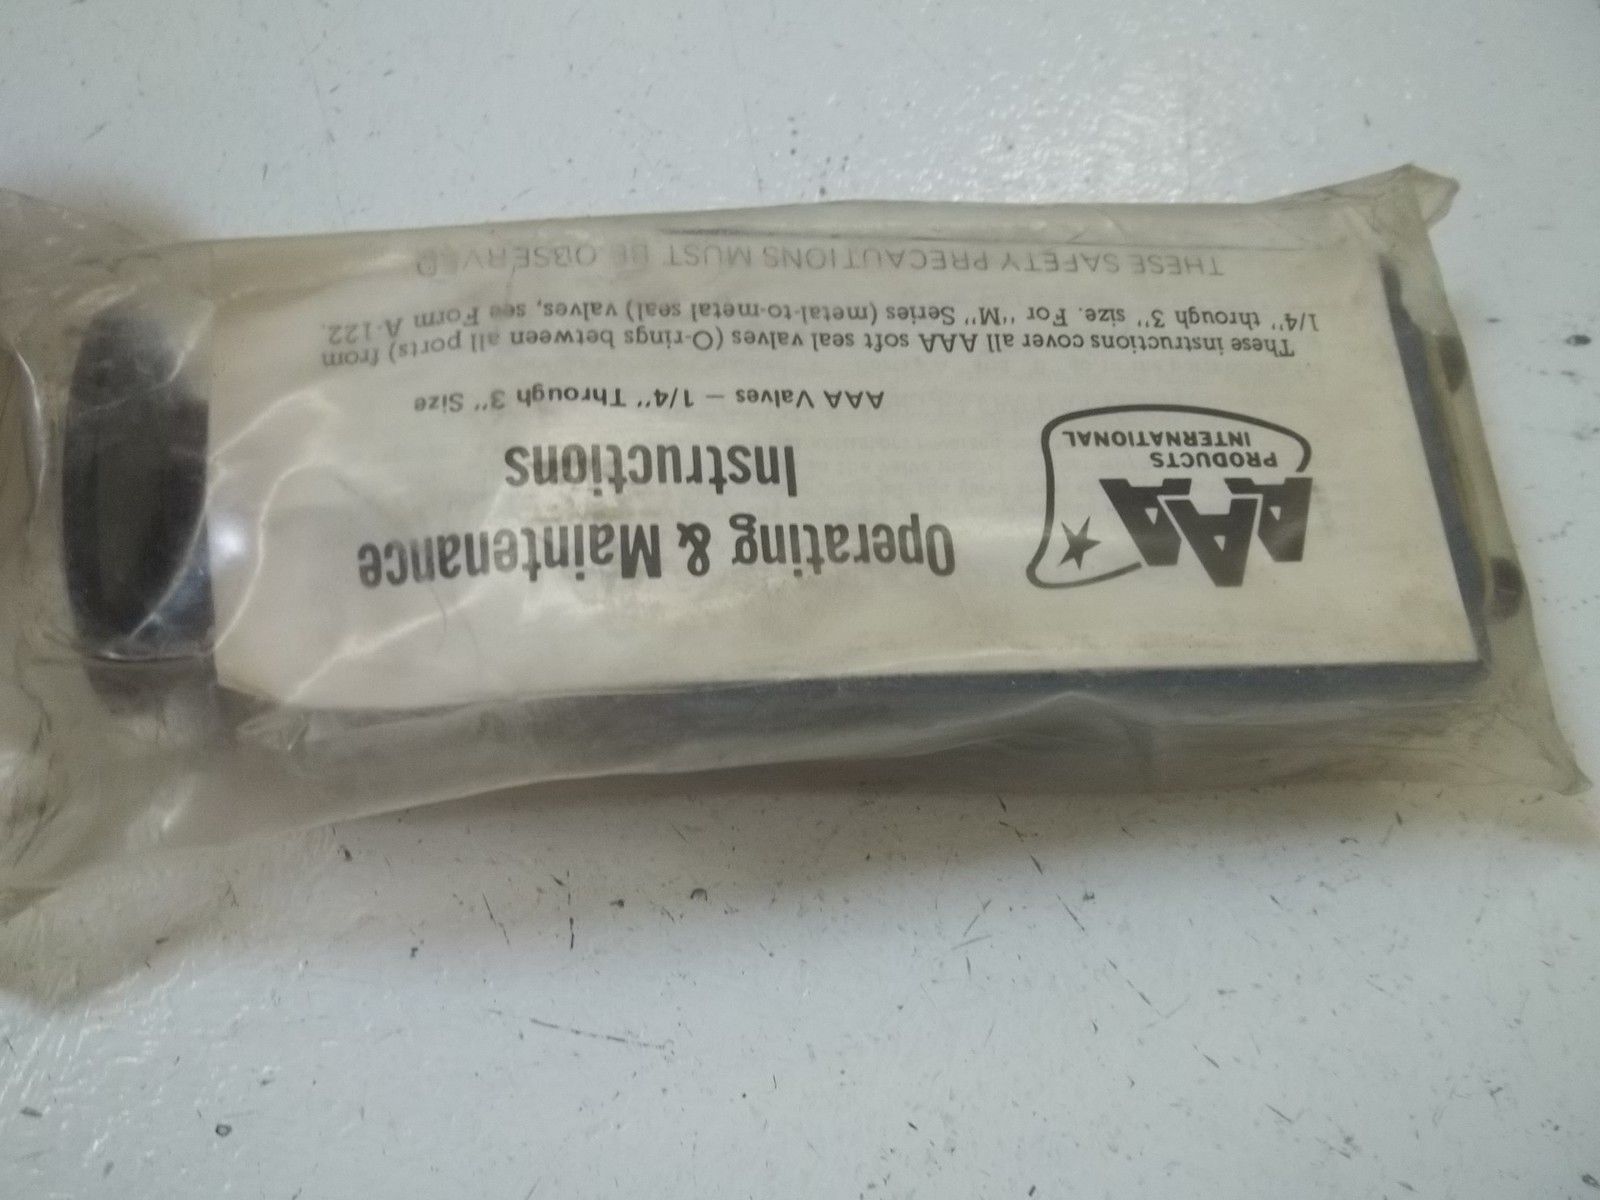 AAA
PRODUCTS
INTERNATIONAL
Operating & Maintenance
Instructions
AAA Valves – 1/4" Through 3" Size
These instructions cover all AAA soft seal valves (O-rings between all ports) from
1/4" through 3" size. For "M" Series (metal-to-metal seal) valves, see Form A-122.
THESE SAFETY PRECAUTIONS MUST BE OBSERVED